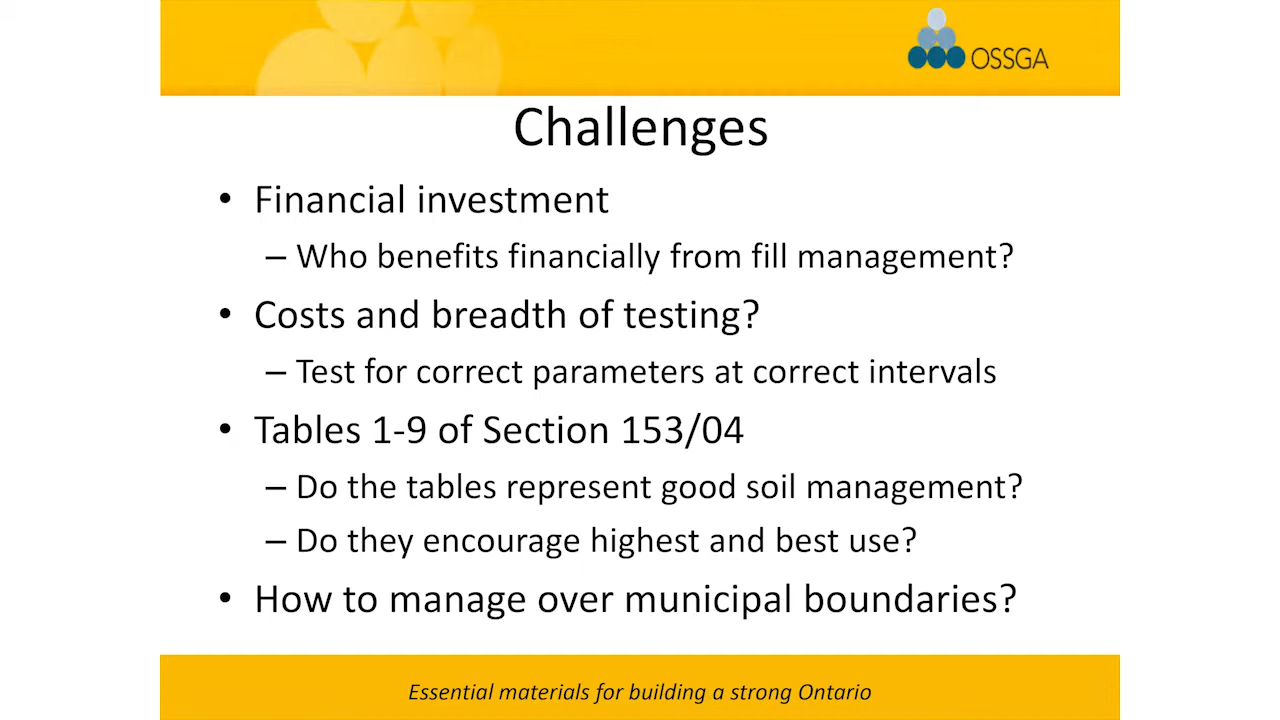 OSSGA
Challenges
• Financial investment
– Who benefits financially from fill management?
• Costs and breadth of testing?
– Test for correct parameters at correct intervals
• Tables 1-9 of Section 153/04
– Do the tables represent good soil management?
– Do they encourage highest and best use?
• How to manage over municipal boundaries?
Essential materials for building a strong Ontario